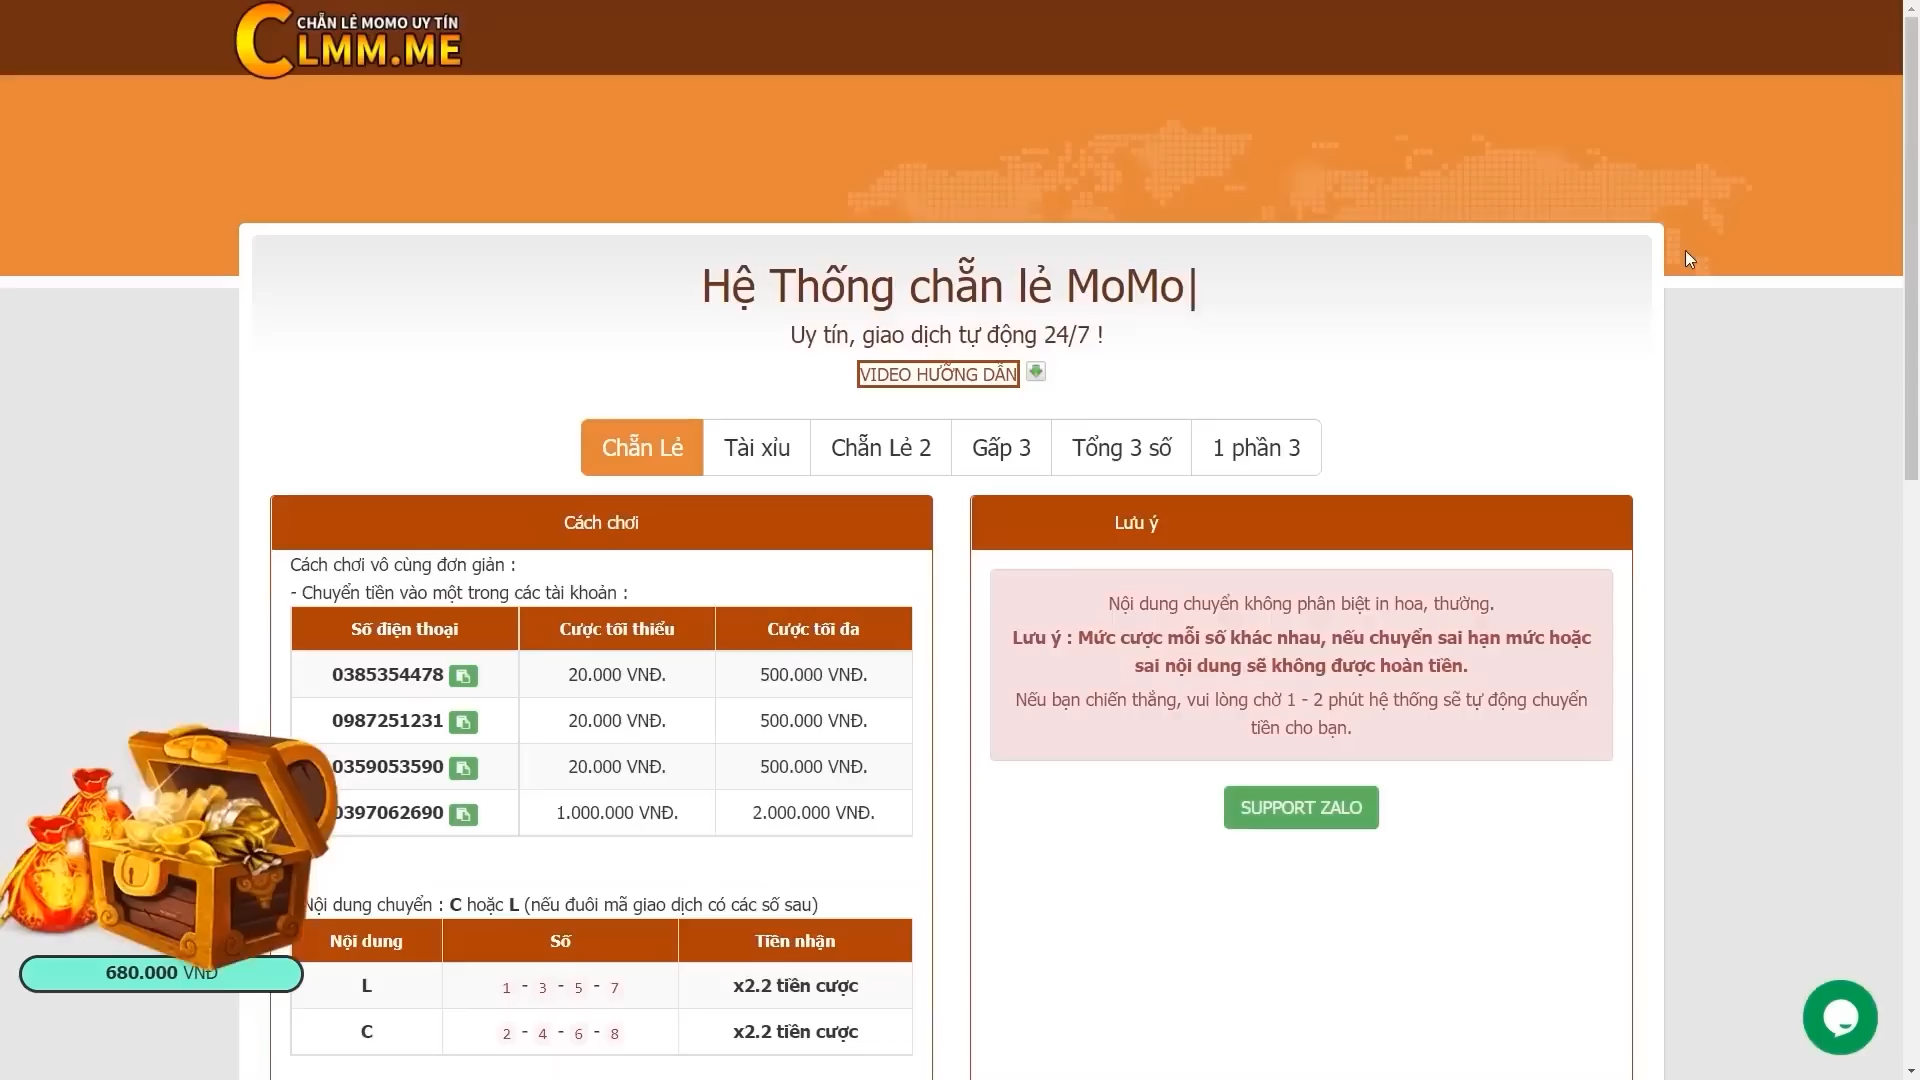 CHẴN LẺ MOMO UY TÍN
CLMM.ME
Hệ Thống chẵn lẻ MoMo|
Uy tín, giao dịch tự động 24/7 !
VIDEO HƯỚNG DẪN
Chẵn Lẻ
Tài xỉu
Chẵn Lẻ 2
Gấp 3
Tổng 3 số
1 phần 3
Cách chơi
Cách chơi vô cùng đơn giản :
- Chuyển tiền vào một trong các tài khoản :
Số điện thoại Cược tối thiểu Cược tối đa
0385354478 20.000 VNĐ. 500.000 VNĐ.
0987251231 20.000 VNĐ. 500.000 VNĐ.
0359053590 20.000 VNĐ. 500.000 VNĐ.
0397062690 1.000.000 VNĐ. 2.000.000 VNĐ.
Nội dung chuyển : C hoặc L (nếu đuôi mã giao dịch có các số sau)
Nội dung Số Tiền nhận
L 1 - 3 - 5 - 7 x2.2 tiền cược
C 2 - 4 - 6 - 8 x2.2 tiền cược
Lưu ý
Nội dung chuyển không phân biệt in hoa, thường.
Lưu ý : Mức cược mỗi số khác nhau, nếu chuyển sai hạn mức hoặc
sai nội dung sẽ không được hoàn tiền.
Nếu bạn chiến thắng, vui lòng chờ 1 - 2 phút hệ thống sẽ tự động chuyển
tiền cho bạn.
SUPPORT ZALO
680.000 VNĐ